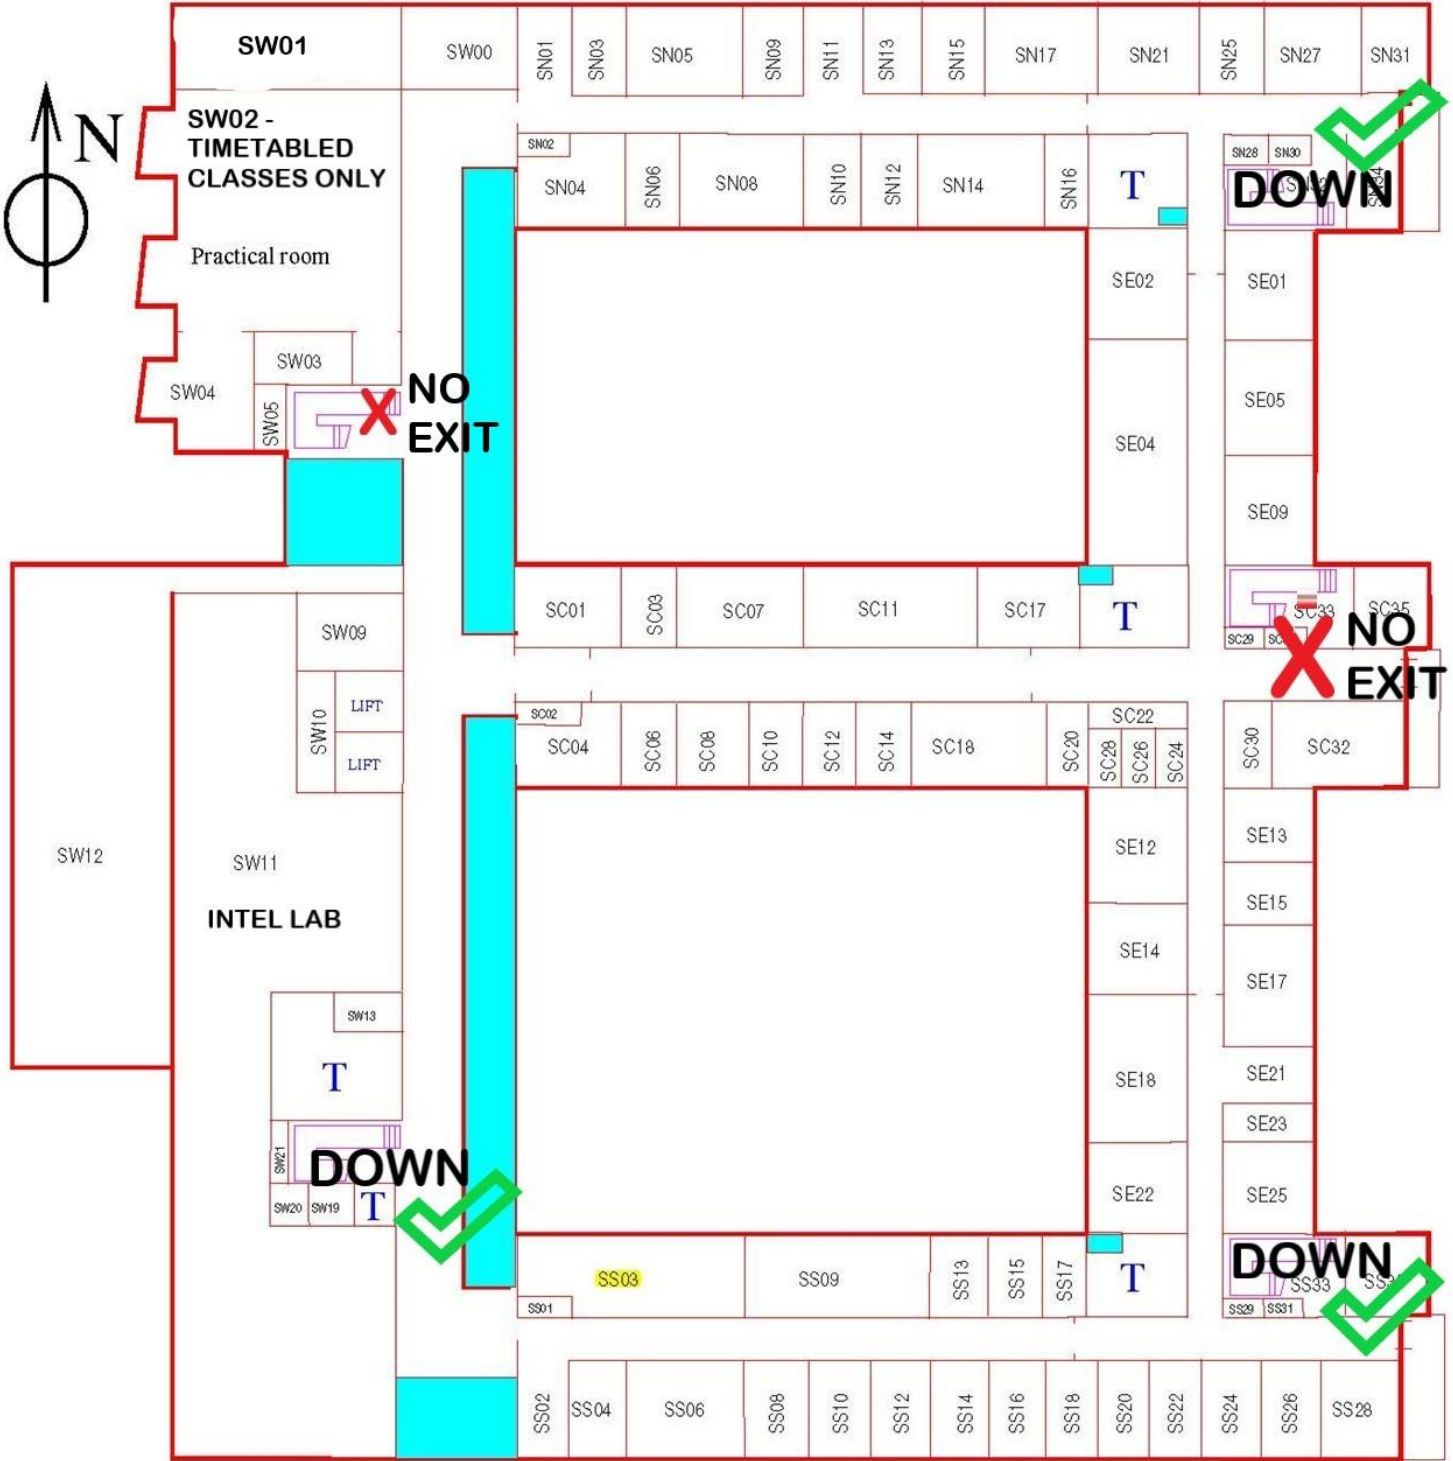 SW01
SW00
SN01
SN03
SN05
SN09
SN11
SN13
SN15
SN17
SN21
SN25
SN27
SN31
N
SW02 -
TIMETABLED
CLASSES ONLY
Practical room
SN02
SN04
SN06
SN08
SN10
SN12
SN14
SN16
T
SN28
SN30
DOWN
SE02
SE01
SW03
SW04
SW05
NO
EXIT
SE05
SE04
SE09
SC01
SC03
SC07
SC11
SC17
T
SC33
SC35
SC29
NO
EXIT
SW09
SW10
LIFT
LIFT
SC02
SC04
SC06
SC08
SC10
SC12
SC14
SC18
SC20
SC22
SC28
SC26
SC24
SC30
SC32
SW12
SW11
INTEL LAB
SE12
SE13
SE14
SE15
SE17
SW13
T
SE18
SE21
SE23
SW21
DOWN
SW20
SW19
T
SE22
SE25
SS03
SS01
SS09
SS13
SS15
SS17
T
DOWN
SS33
SS29
SS31
SS02
SS04
SS06
SS08
SS10
SS12
SS14
SS16
SS18
SS20
SS22
SS24
SS26
SS28